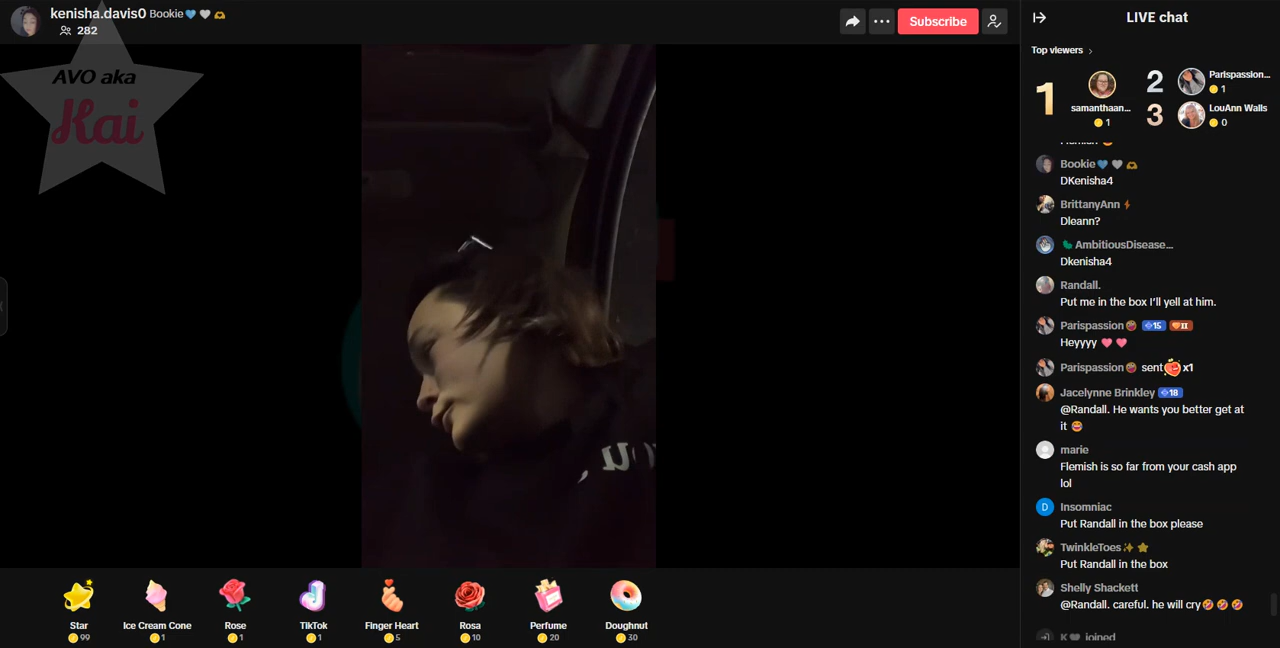 kenisha.davis0 Bookie💙🤍🫶
282
Subscribe
AVO aka
Kai
LIVE chat
Top viewers >
1
samanthaan...
1
2
Parispassion...
1
3
LouAnn Walls
0
Bookie💙🤍🫶
DKenisha4
BrittanyAnn⚡
Dleann?
AmbitiousDisease...
Dkenisha4
Randall.
Put me in the box I'll yell at him.
Parispassion 15 II
Heyyyy 💗 💗
Parispassion sent x1
Jacelynne Brinkley 18
@Randall. He wants you better get at
it 😆
marie
Flemish is so far from your cash app
lol
D
Insomniac
Put Randall in the box please
TwinkleToes✨ ⭐
Put Randall in the box
Shelly Shackett
@Randall. careful. he will cry🤣 🤣 🤣
K🖤 joined
Star
99
Ice Cream Cone
1
Rose
1
TikTok
1
Finger Heart
5
Rosa
10
Perfume
20
Doughnut
30